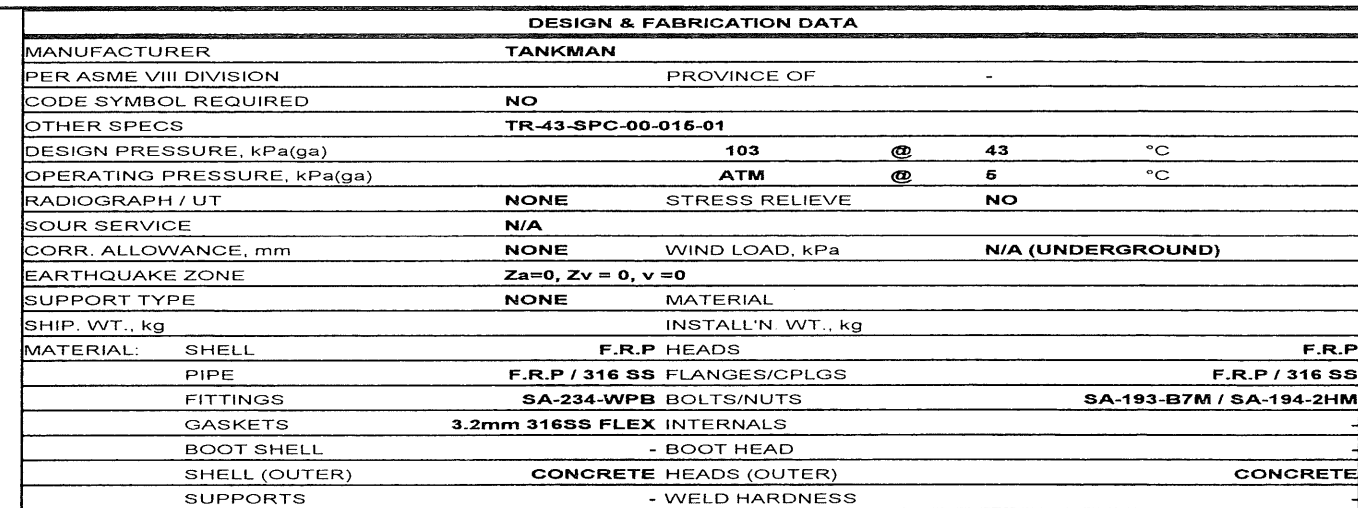 DESIGN & FABRICATION DATA
MANUFACTURER TANKMAN
PER ASME VIII DIVISION PROVINCE OF -
CODE SYMBOL REQUIRED NO
OTHER SPECS TR-43-SPC-00-015-01
DESIGN PRESSURE, kPa(ga) 103 @ 43 °C
OPERATING PRESSURE, kPa(ga) ATM @ 5 °C
RADIOGRAPH / UT NONE STRESS RELIEVE NO
SOUR SERVICE N/A
CORR. ALLOWANCE, mm NONE WIND LOAD, kPa N/A (UNDERGROUND)
EARTHQUAKE ZONE Za=0, Zv = 0, v =0
SUPPORT TYPE NONE MATERIAL
SHIP. WT., kg INSTALL'N. WT., kg
MATERIAL: SHELL F.R.P HEADS F.R.P
PIPE F.R.P / 316 SS FLANGES/CPLGS F.R.P / 316 SS
FITTINGS SA-234-WPB BOLTS/NUTS SA-193-B7M / SA-194-2HM
GASKETS 3.2mm 316SS FLEX INTERNALS -
BOOT SHELL - BOOT HEAD -
SHELL (OUTER) CONCRETE HEADS (OUTER) CONCRETE
SUPPORTS - WELD HARDNESS -